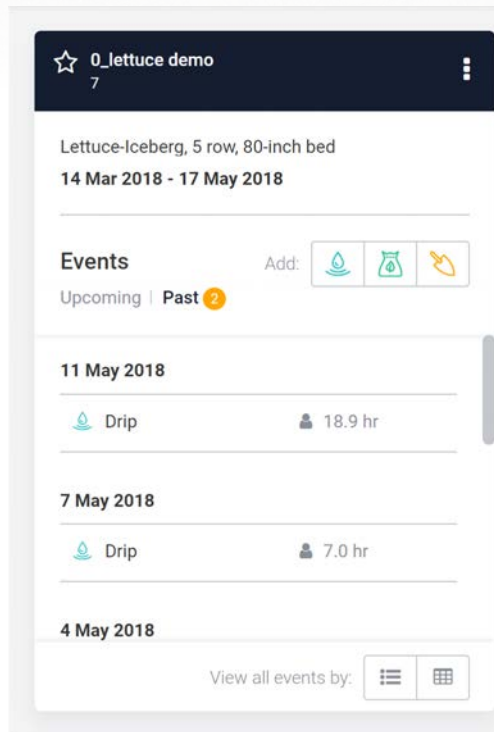 0_lettuce demo
7
Lettuce-Iceberg, 5 row, 80-inch bed
14 Mar 2018 - 17 May 2018
Events Add:
Upcoming | Past 2
11 May 2018
Drip 18.9 hr
7 May 2018
Drip 7.0 hr
4 May 2018
View all events by: